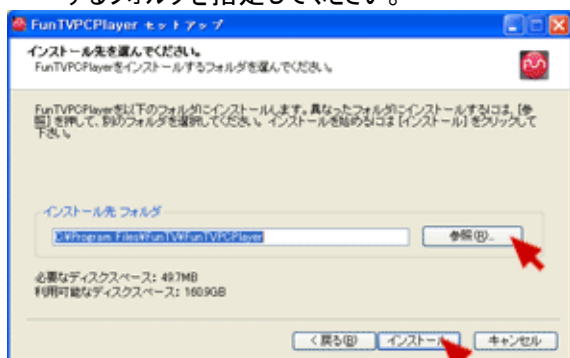 するフォルダを指定してください。
FunTVPCPlayer セットアップ
インストール先を選んでください。
FunTVPCPlayerをインストールするフォルダを選んでください。
FunTVPCPlayerを以下のフォルダにインストールします。異なったフォルダにインストールするには、[参
照] を押して、別のフォルダを選択してください。 インストールを始めるには [インストール] をクリックして
下さい。
インストール先 フォルダ
C:¥Program Files¥FunTV¥FunTVPCPlayer
参照(R)...
必要なディスクスペース: 49.7MB
利用可能なディスクスペース: 160.9GB
< 戻る(B)
インストール
キャンセル